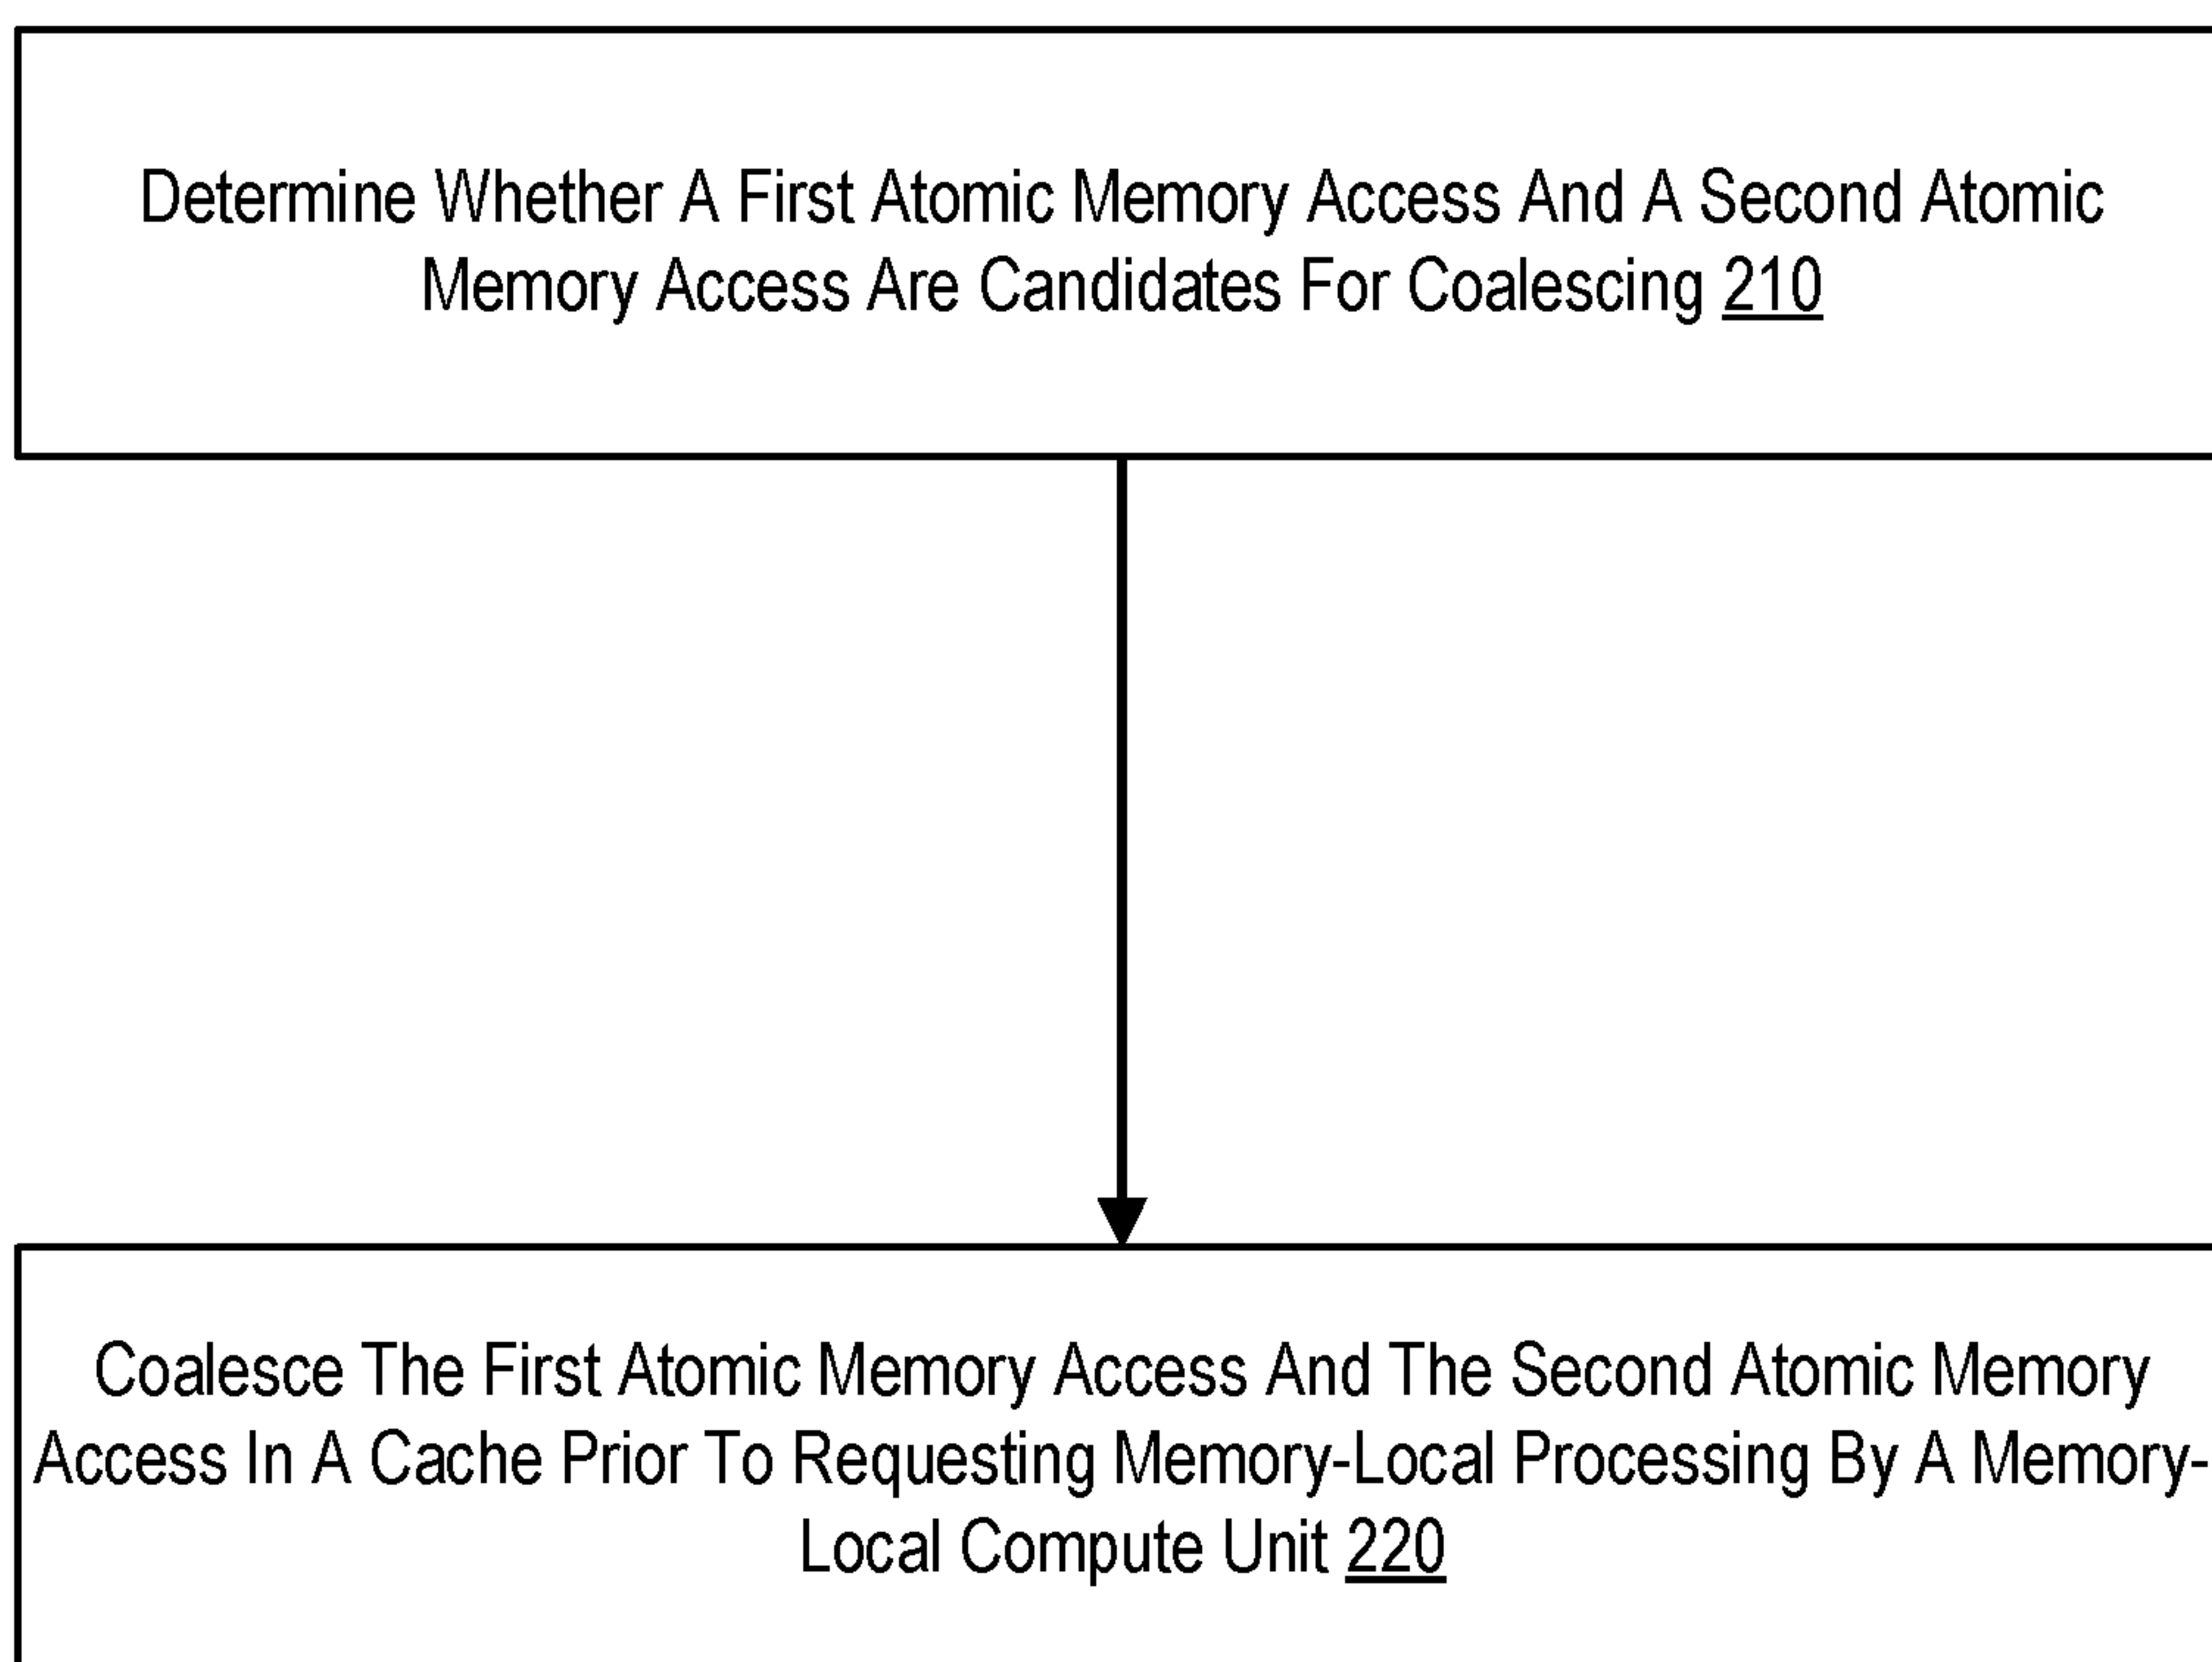 Determine Whether A First Atomic Memory Access And A Second Atomic
Memory Access Are Candidates For Coalescing 210
Coalesce The First Atomic Memory Access And The Second Atomic Memory
Access In A Cache Prior To Requesting Memory-Local Processing By A Memory-
Local Compute Unit 220